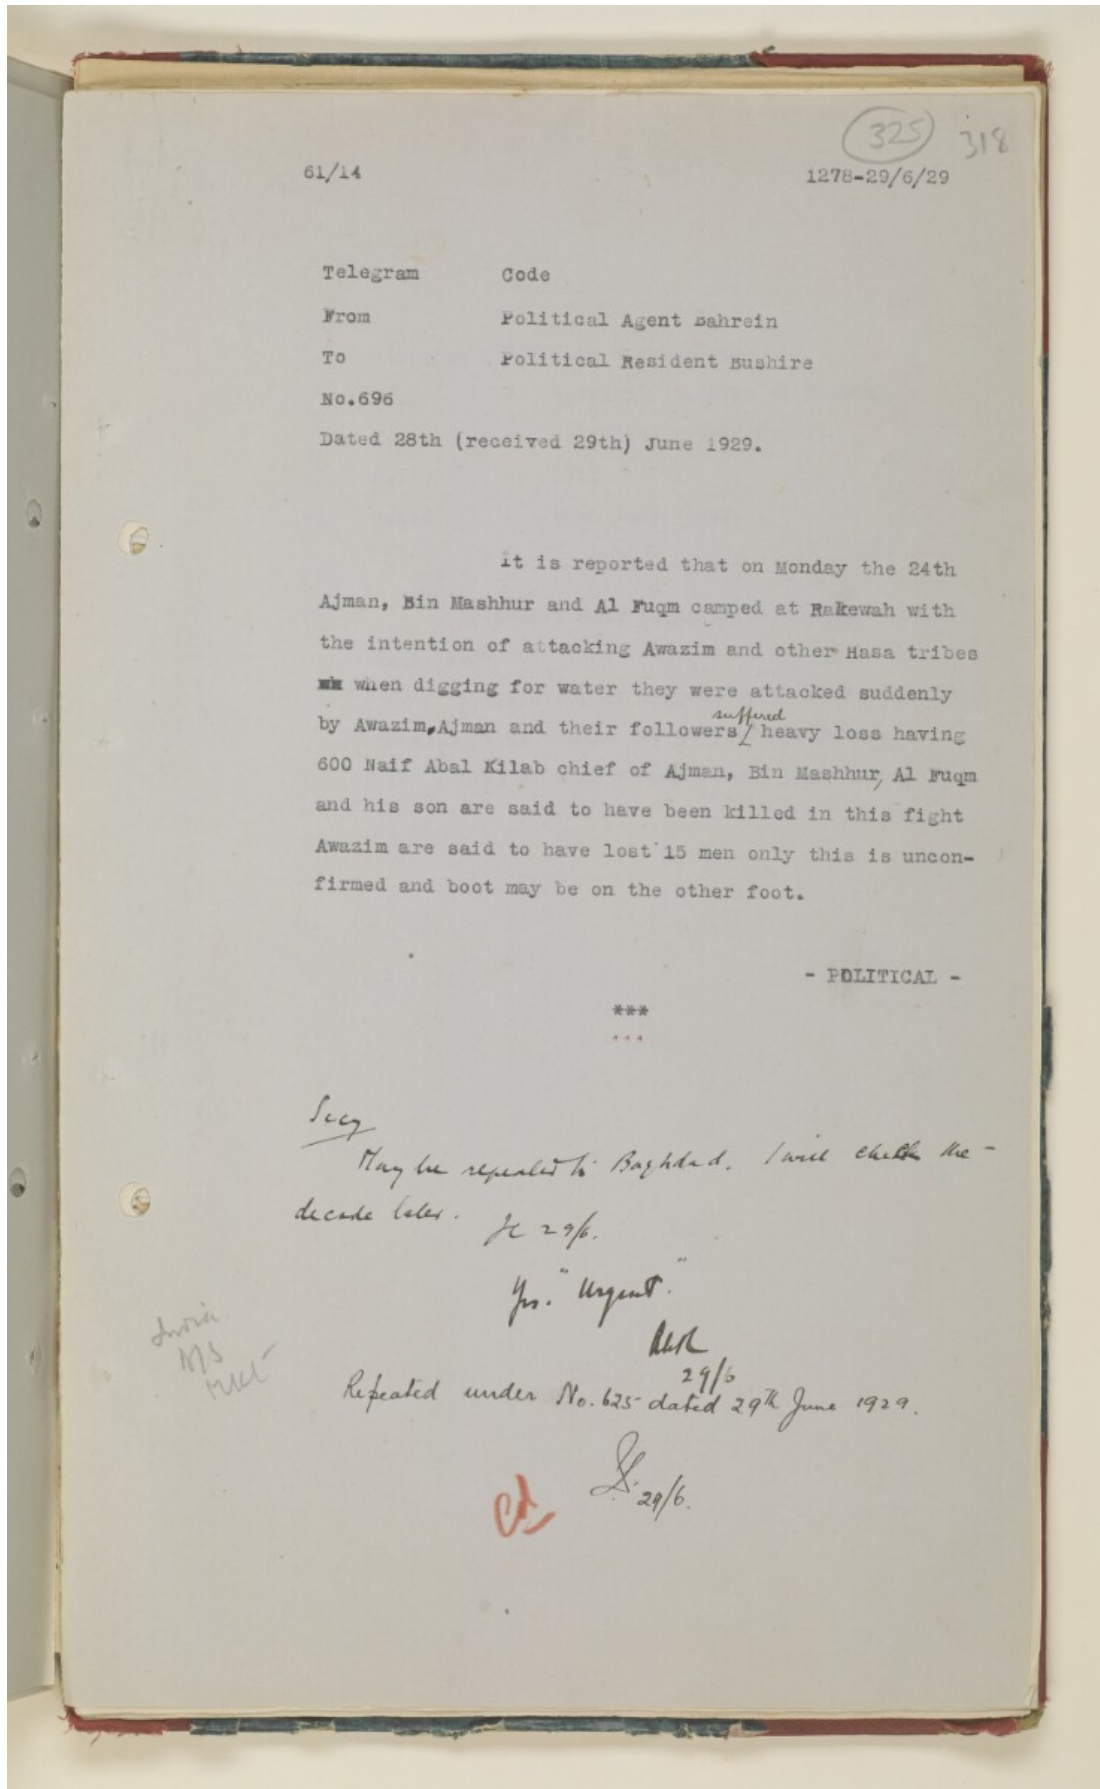 325 318
61/14 1278-29/6/29
Telegram Code
From Political Agent Bahrein
To Political Resident Bushire
No.696
Dated 28th (received 29th) June 1929.
It is reported that on Monday the 24th
Ajman, Bin Mashhur and Al Fuqm camped at Rakewah with
the intention of attacking Awazim and other Hasa tribes
when digging for water they were attacked suddenly
suffered
by Awazim,Ajman and their followers/ heavy loss having
600 Naif Abal Kilab chief of Ajman, Bin Mashhur, Al Fuqm
and his son are said to have been killed in this fight
Awazim are said to have lost 15 men only this is uncon-
firmed and boot may be on the other foot.
- POLITICAL -
***
Secy
May be repeated to Baghdad. I will check the
decode later. 29/6.
Yes. "Urgent."
29/6
Repeated under No. 625 dated 29th June 1929.
29/6.
India